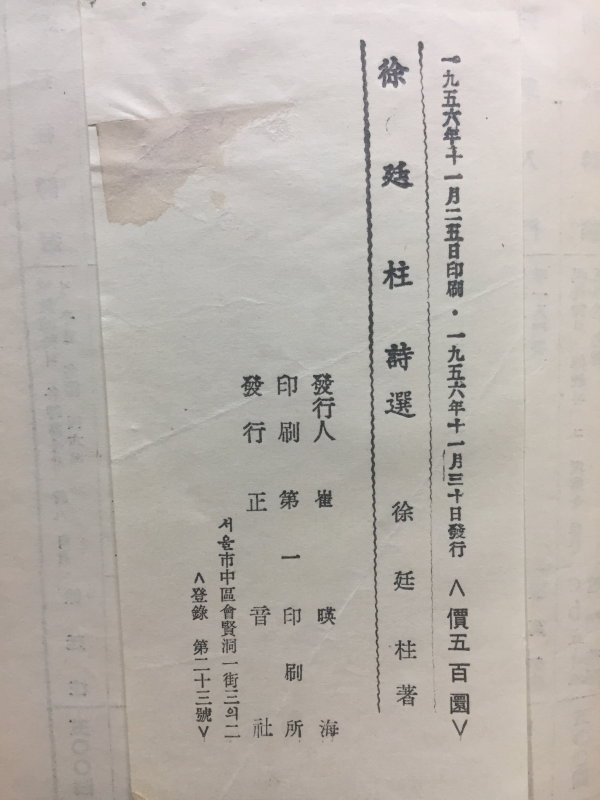 一九五六年十一月二五日印刷・一九五六年十一月三十日發行 <價五百圜>
徐廷柱詩選 徐廷柱著
發行人 崔暎海
印刷 第一印刷所
發行 正音社
서울市中區會賢洞一街三의二
<登錄 第二十三號>